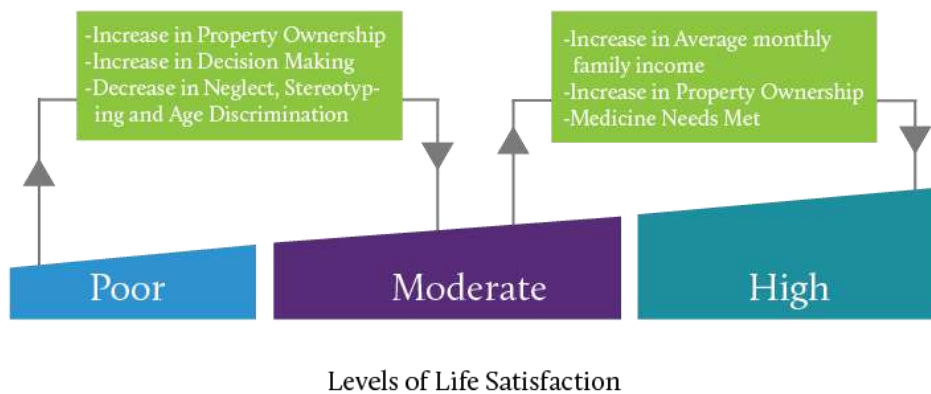 -Increase in Property Ownership
-Increase in Decision Making
-Decrease in Neglect, Stereotyp-
ing and Age Discrimination
-Increase in Average monthly
family income
-Increase in Property Ownership
-Medicine Needs Met
Poor
Moderate
High
Levels of Life Satisfaction